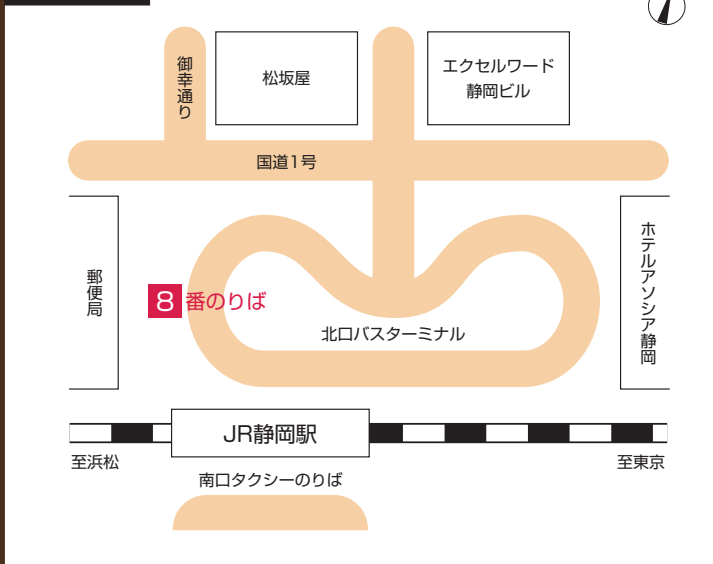 御幸通り
松坂屋
エクセルワード
静岡ビル
国道1号
郵便局
8番のりば
北口バスターミナル
ホテルアソシア静岡
JR静岡駅
至浜松
至東京
南口タクシーのりば